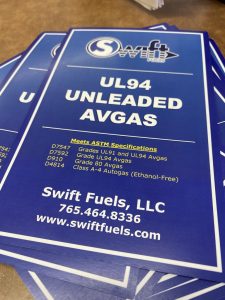 Swift
FUELS
UL94
UNLEADED
AVGAS
Meets ASTM Specifications
D7547 Grades UL91 and UL94 Avgas
D7592 Grade UL94 Avgas
D910 Grade 80 Avgas
D4814 Class A-4 Autogas (Ethanol-Free)
Swift Fuels, LLC
765.464.8336
www.swiftfuels.com